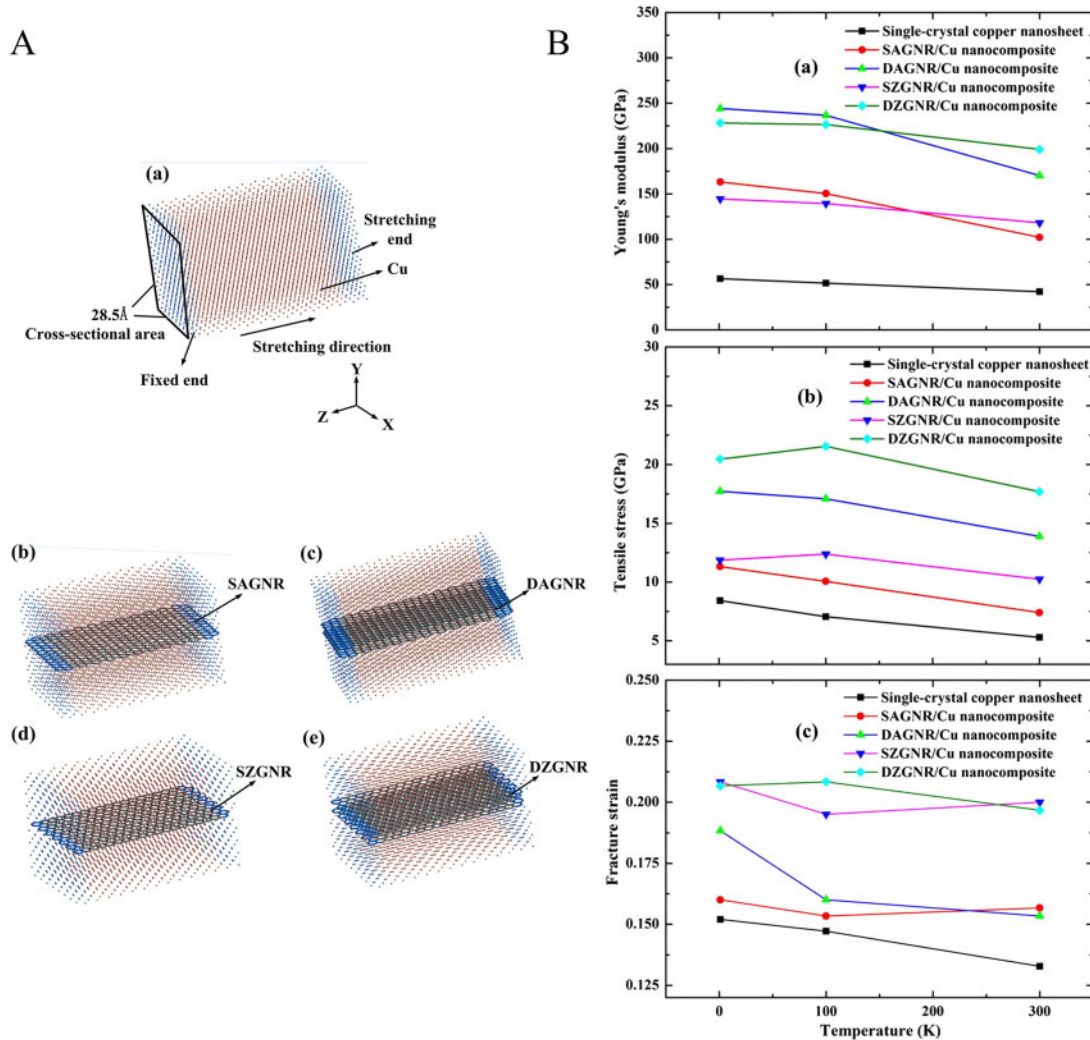 A
(a)
Stretching
end
Cu
28.5Å
Cross-sectional area
Stretching direction
Fixed end
Y
Z
X
(b)
SAGNR
(c)
DAGNR
(d)
SZGNR
(e)
DZGNR
B
350
300
250
200
150
100
50
0
Young's modulus (GPa)
(a)
Single-crystal copper nanosheet
SAGNR/Cu nanocomposite
DAGNR/Cu nanocomposite
SZGNR/Cu nanocomposite
DZGNR/Cu nanocomposite
30
25
20
15
10
5
Tensile stress (GPa)
(b)
Single-crystal copper nanosheet
SAGNR/Cu nanocomposite
DAGNR/Cu nanocomposite
SZGNR/Cu nanocomposite
DZGNR/Cu nanocomposite
0.250
0.225
0.200
0.175
0.150
0.125
Fracture strain
(c)
Single-crystal copper nanosheet
SAGNR/Cu nanocomposite
DAGNR/Cu nanocomposite
SZGNR/Cu nanocomposite
DZGNR/Cu nanocomposite
0 100 200 300
Temperature (K)